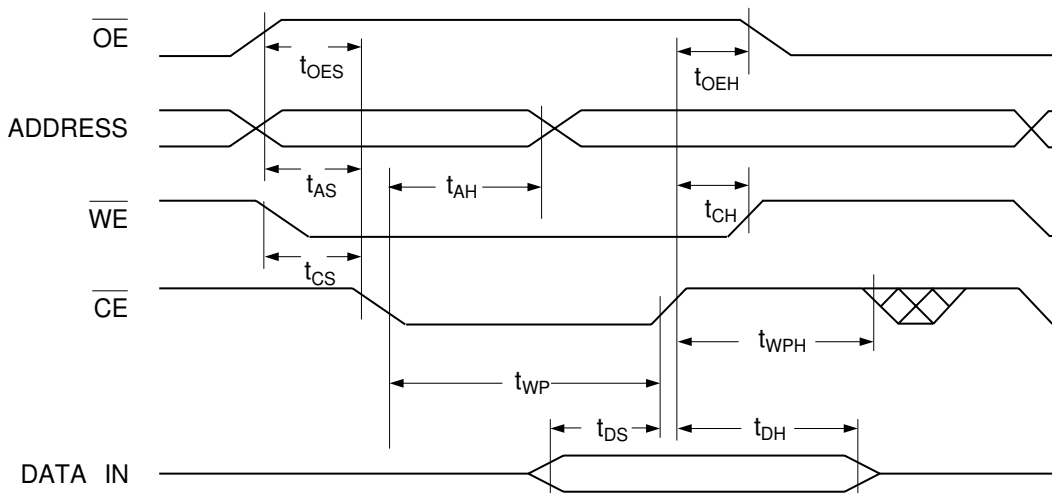 OE
tOES
tOEH
ADDRESS
tAS
tAH
tCH
WE
tCS
CE
tWPH
tWP
tDS
tDH
DATA IN